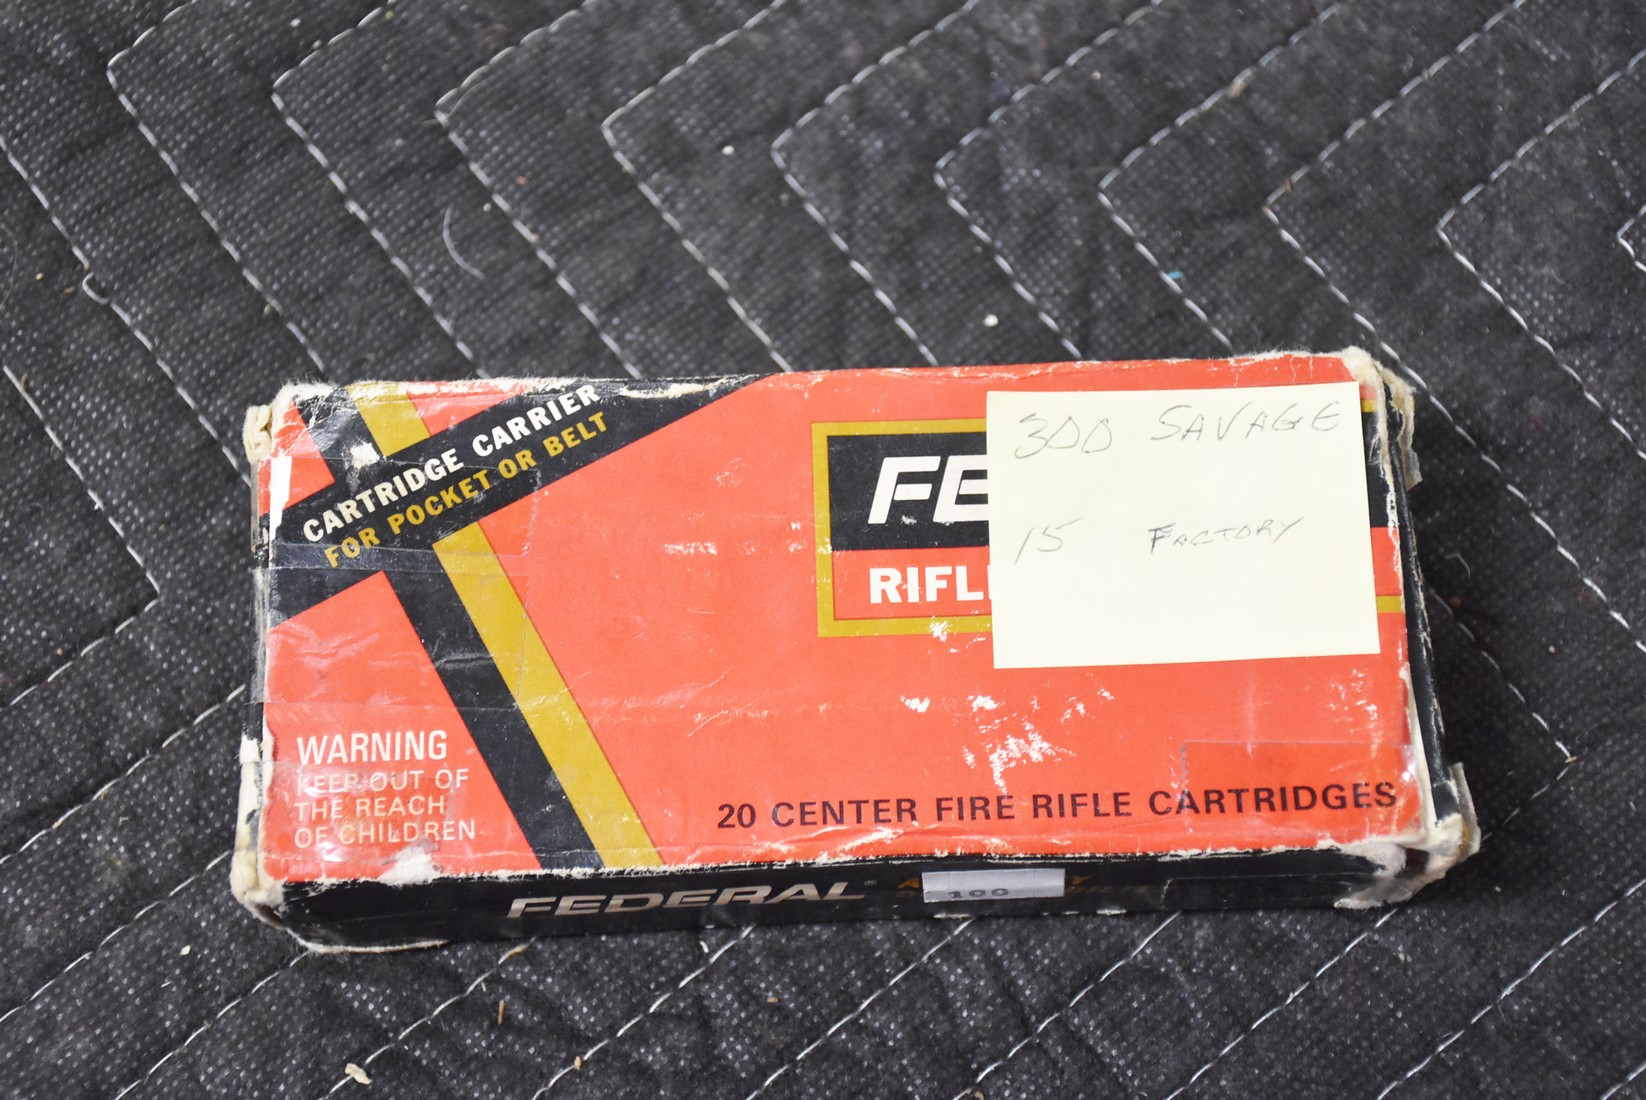 CARTRIDGE CARRIER
FOR POCKET OR BELT
FE
RIFL
300 SAVAGE
15 FACTORY
WARNING
KEEP OUT OF
THE REACH
OF CHILDREN
20 CENTER FIRE RIFLE CARTRIDGES
FEDERAL®
100